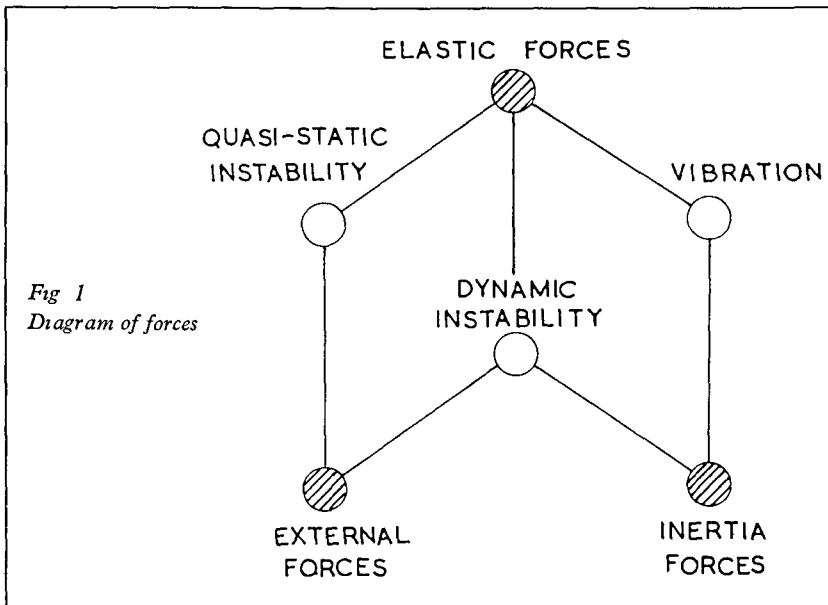 ELASTIC FORCES
QUASI-STATIC
INSTABILITY
VIBRATION
Fig 1
Diagram of forces
DYNAMIC
INSTABILITY
EXTERNAL
FORCES
INERTIA
FORCES